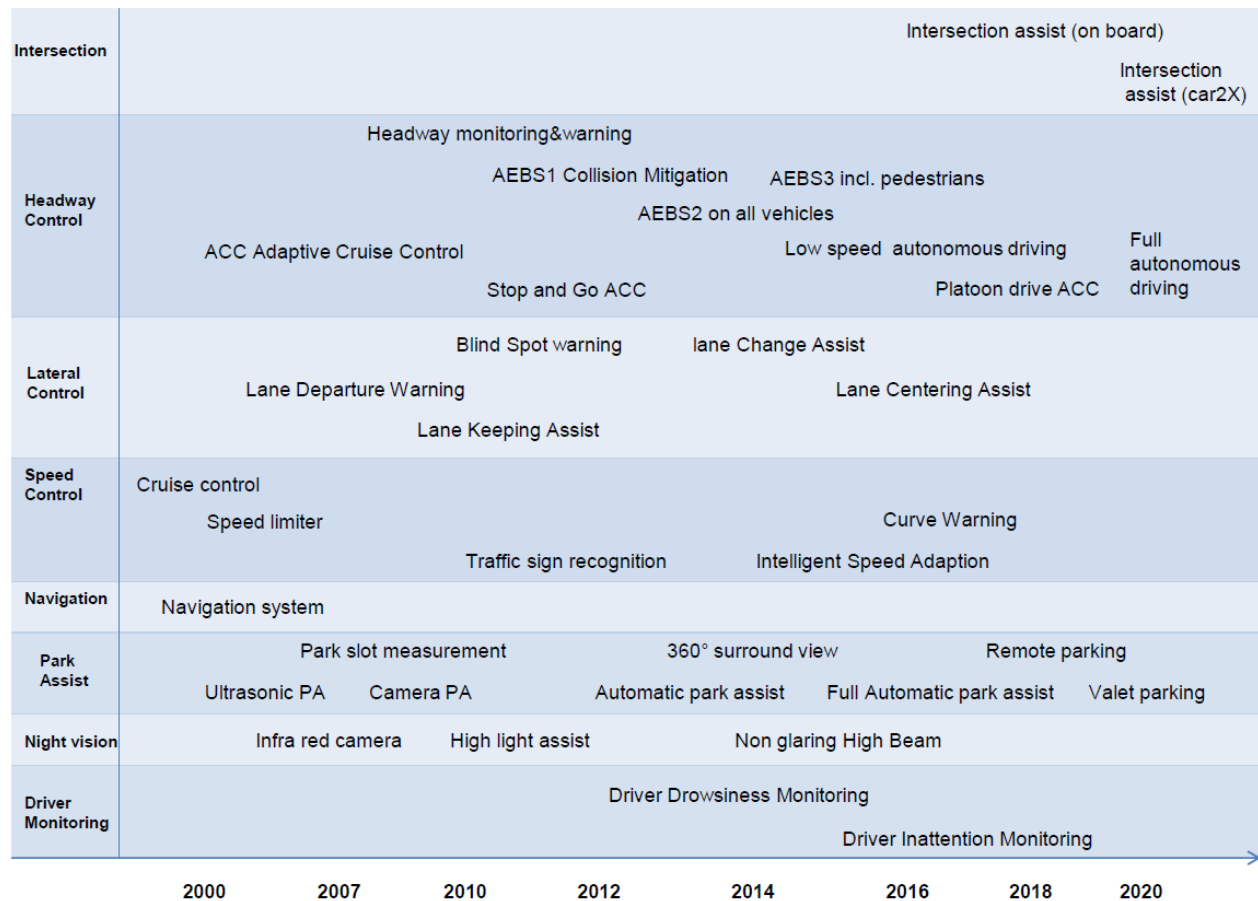 Intersection
Intersection assist (on board)
Intersection
assist (car2X)
Headway
Control
Headway monitoring&warning
AEBS1 Collision Mitigation
AEBS3 incl. pedestrians
AEBS2 on all vehicles
ACC Adaptive Cruise Control
Low speed autonomous driving
Full
autonomous
driving
Stop and Go ACC
Platoon drive ACC
Lateral
Control
Blind Spot warning
lane Change Assist
Lane Departure Warning
Lane Centering Assist
Lane Keeping Assist
Speed
Control
Cruise control
Speed limiter
Curve Warning
Traffic sign recognition
Intelligent Speed Adaption
Navigation
Navigation system
Park
Assist
Park slot measurement
360° surround view
Remote parking
Ultrasonic PA
Camera PA
Automatic park assist
Full Automatic park assist
Valet parking
Night vision
Infra red camera
High light assist
Non glaring High Beam
Driver
Monitoring
Driver Drowsiness Monitoring
Driver Inattention Monitoring
2000 2007 2010 2012 2014 2016 2018 2020